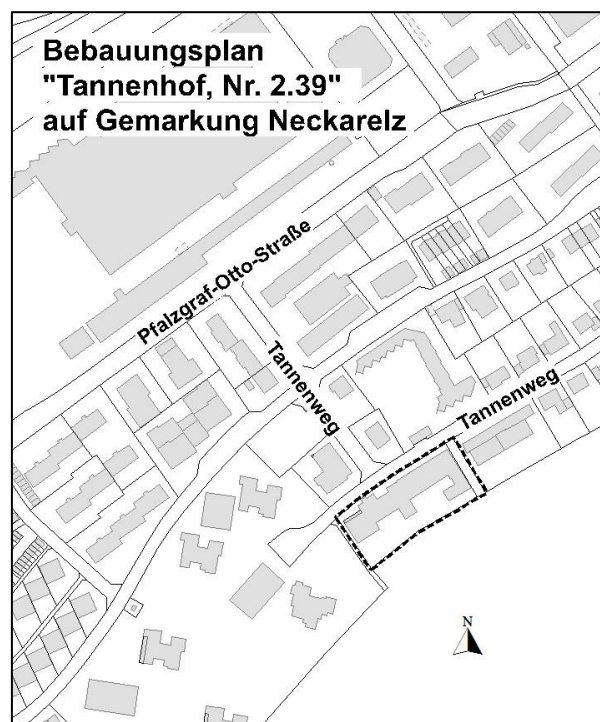 Bebauungsplan
"Tannenhof, Nr. 2.39"
auf Gemarkung Neckarelz
Pfalzgraf-Otto-Straße
Tannenweg
Tannenweg
N